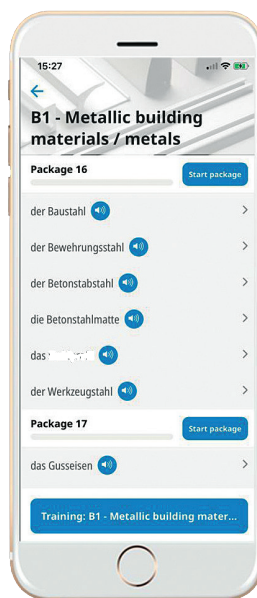 15:27
B1 - Metallic building
materials / metals
Package 16
Start package
der Baustahl
der Bewehrungsstahl
der Betonstabstahl
die Betonstahlmatte
das
der Werkzeugstahl
Package 17
Start package
das Gusseisen
Training: B1 - Metallic building mater...